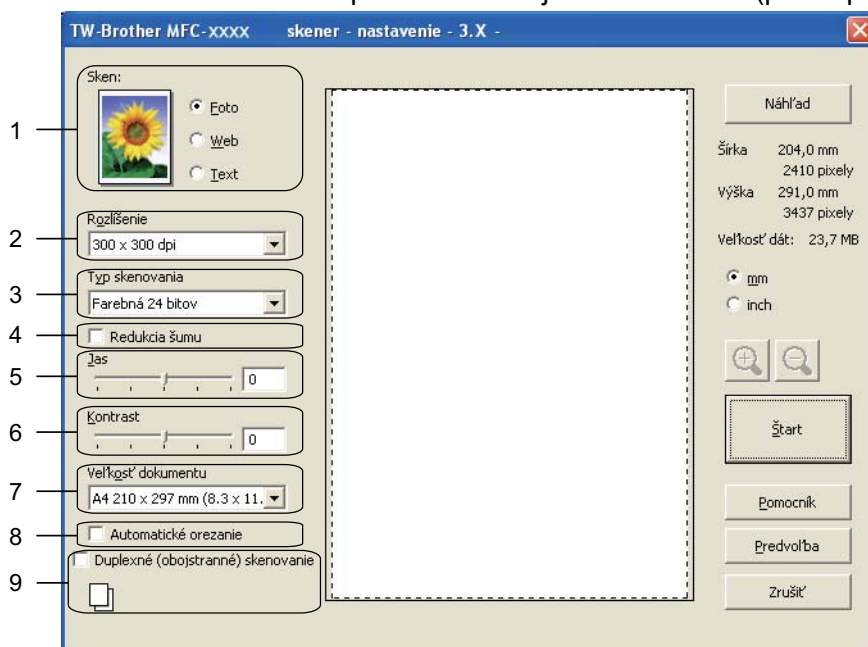 TW-Brother MFC-xxxx skener - nastavenie - 3.X -
Sken:
1
Foto
Web
Text
2
Rozlíšenie
300 x 300 dpi
3
Typ skenovania
Farebná 24 bitov
4
Redukcia šumu
5
Jas
0
6
Kontrast
0
7
Veľkosť dokumentu
A4 210 x 297 mm (8.3 x 11.
8
Automatické orezanie
9
Duplexné (obojstranné) skenovanie
Náhľad
Šírka 204,0 mm
2410 pixely
Výška 291,0 mm
3437 pixely
Veľkosť dát: 23,7 MB
mm
inch
Štart
Pomocník
Predvoľba
Zrušiť